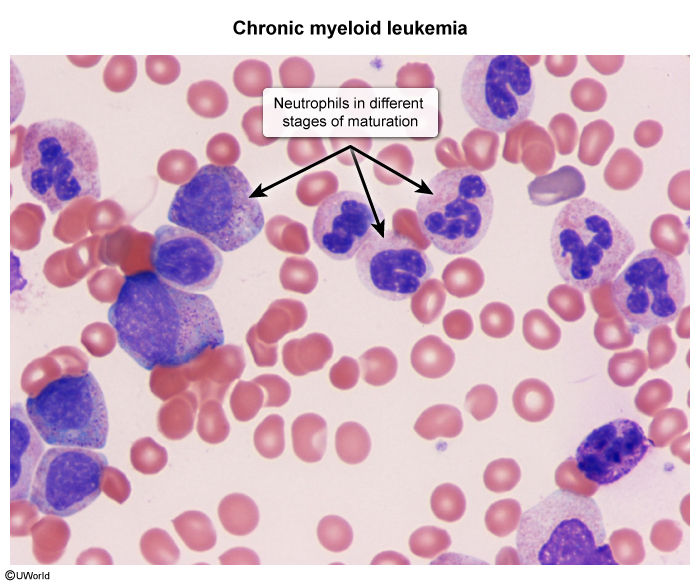 Chronic myeloid leukemia
Neutrophils in different
stages of maturation
©UWorld